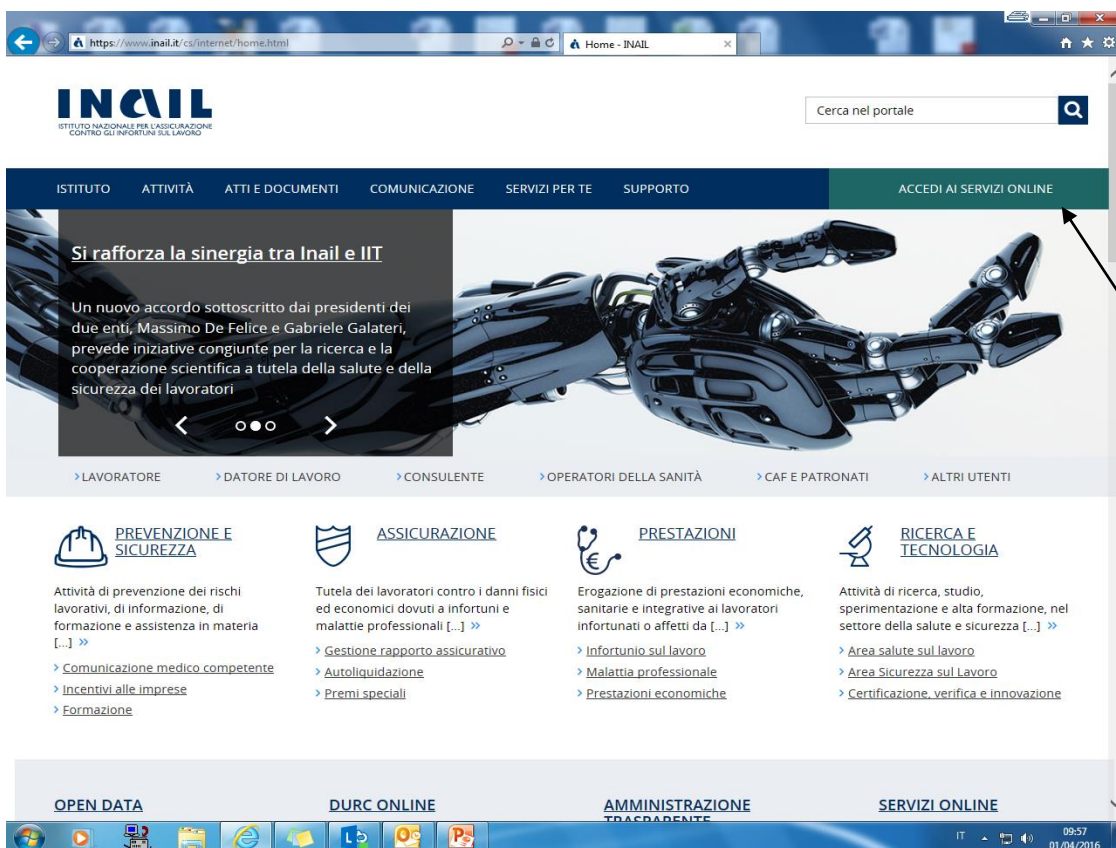 https://www.inail.it/cs/internet/home.html
Home - INAIL
INAIL
ISTITUTO NAZIONALE PER L'ASSICURAZIONE
CONTRO GLI INFORTUNI SUL LAVORO
Cerca nel portale
ISTITUTO ATTIVITÀ ATTI E DOCUMENTI COMUNICAZIONE SERVIZI PER TE SUPPORTO ACCEDI AI SERVIZI ONLINE
Si rafforza la sinergia tra Inail e IIT
Un nuovo accordo sottoscritto dai presidenti dei
due enti, Massimo De Felice e Gabriele Galateri,
prevede iniziative congiunte per la ricerca e la
cooperazione scientifica a tutela della salute e della
sicurezza dei lavoratori
LAVORATORE DATORE DI LAVORO CONSULENTE OPERATORI DELLA SANITÀ CAF E PATRONATI ALTRI UTENTI
PREVENZIONE E
SICUREZZA
Attività di prevenzione dei rischi
lavorativi, di informazione, di
formazione e assistenza in materia
[...] »
> Comunicazione medico competente
> Incentivi alle imprese
> Formazione
ASSICURAZIONE
Tutela dei lavoratori contro i danni fisici
ed economici dovuti a infortuni e
malattie professionali [...] »
> Gestione rapporto assicurativo
> Autoliquidazione
> Premi speciali
PRESTAZIONI
Erogazione di prestazioni economiche,
sanitarie e integrative ai lavoratori
infortunati o affetti da [...] »
> Infortunio sul lavoro
> Malattia professionale
> Prestazioni economiche
RICERCA E
TECNOLOGIA
Attività di ricerca, studio,
sperimentazione e alta formazione, nel
settore della salute e sicurezza [...] »
> Area salute sul lavoro
> Area Sicurezza sul Lavoro
> Certificazione, verifica e innovazione
OPEN DATA DURC ONLINE AMMINISTRAZIONE SERVIZI ONLINE
TRASPARENTE
IT 09:57
01/04/2016